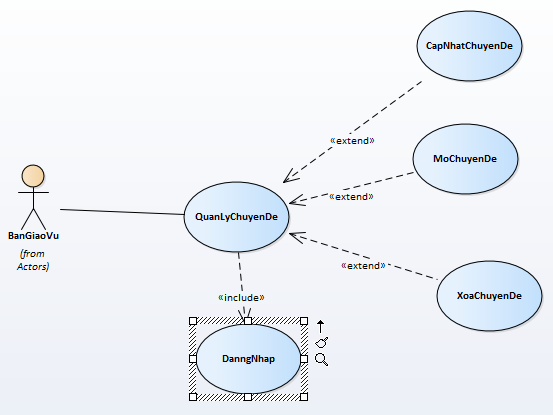 CapNhatChuyenDe
«extend»
MoChuyenDe
«extend»
QuanLyChuyenDe
BanGiaoVu
(from
Actors)
«extend»
XoaChuyenDe
«include»
DanngNhap